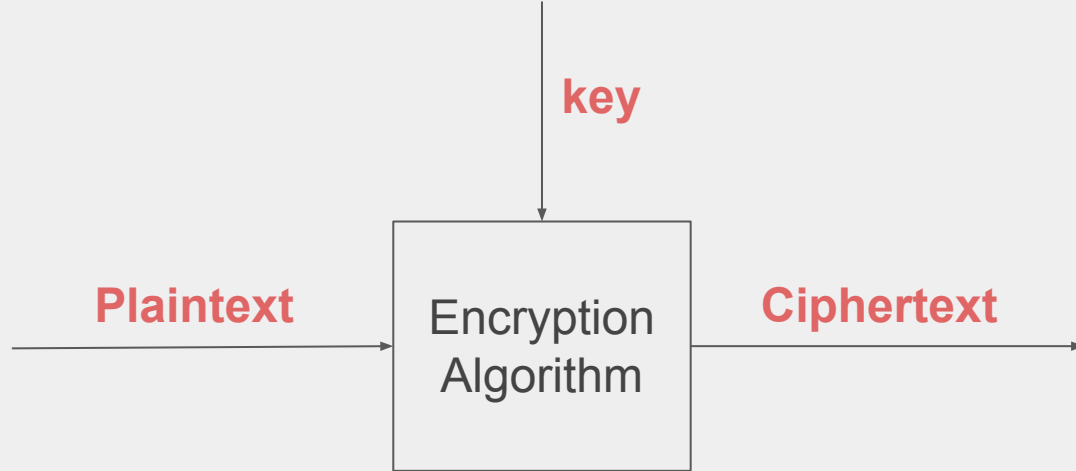 key
Plaintext
Encryption
Algorithm
Ciphertext